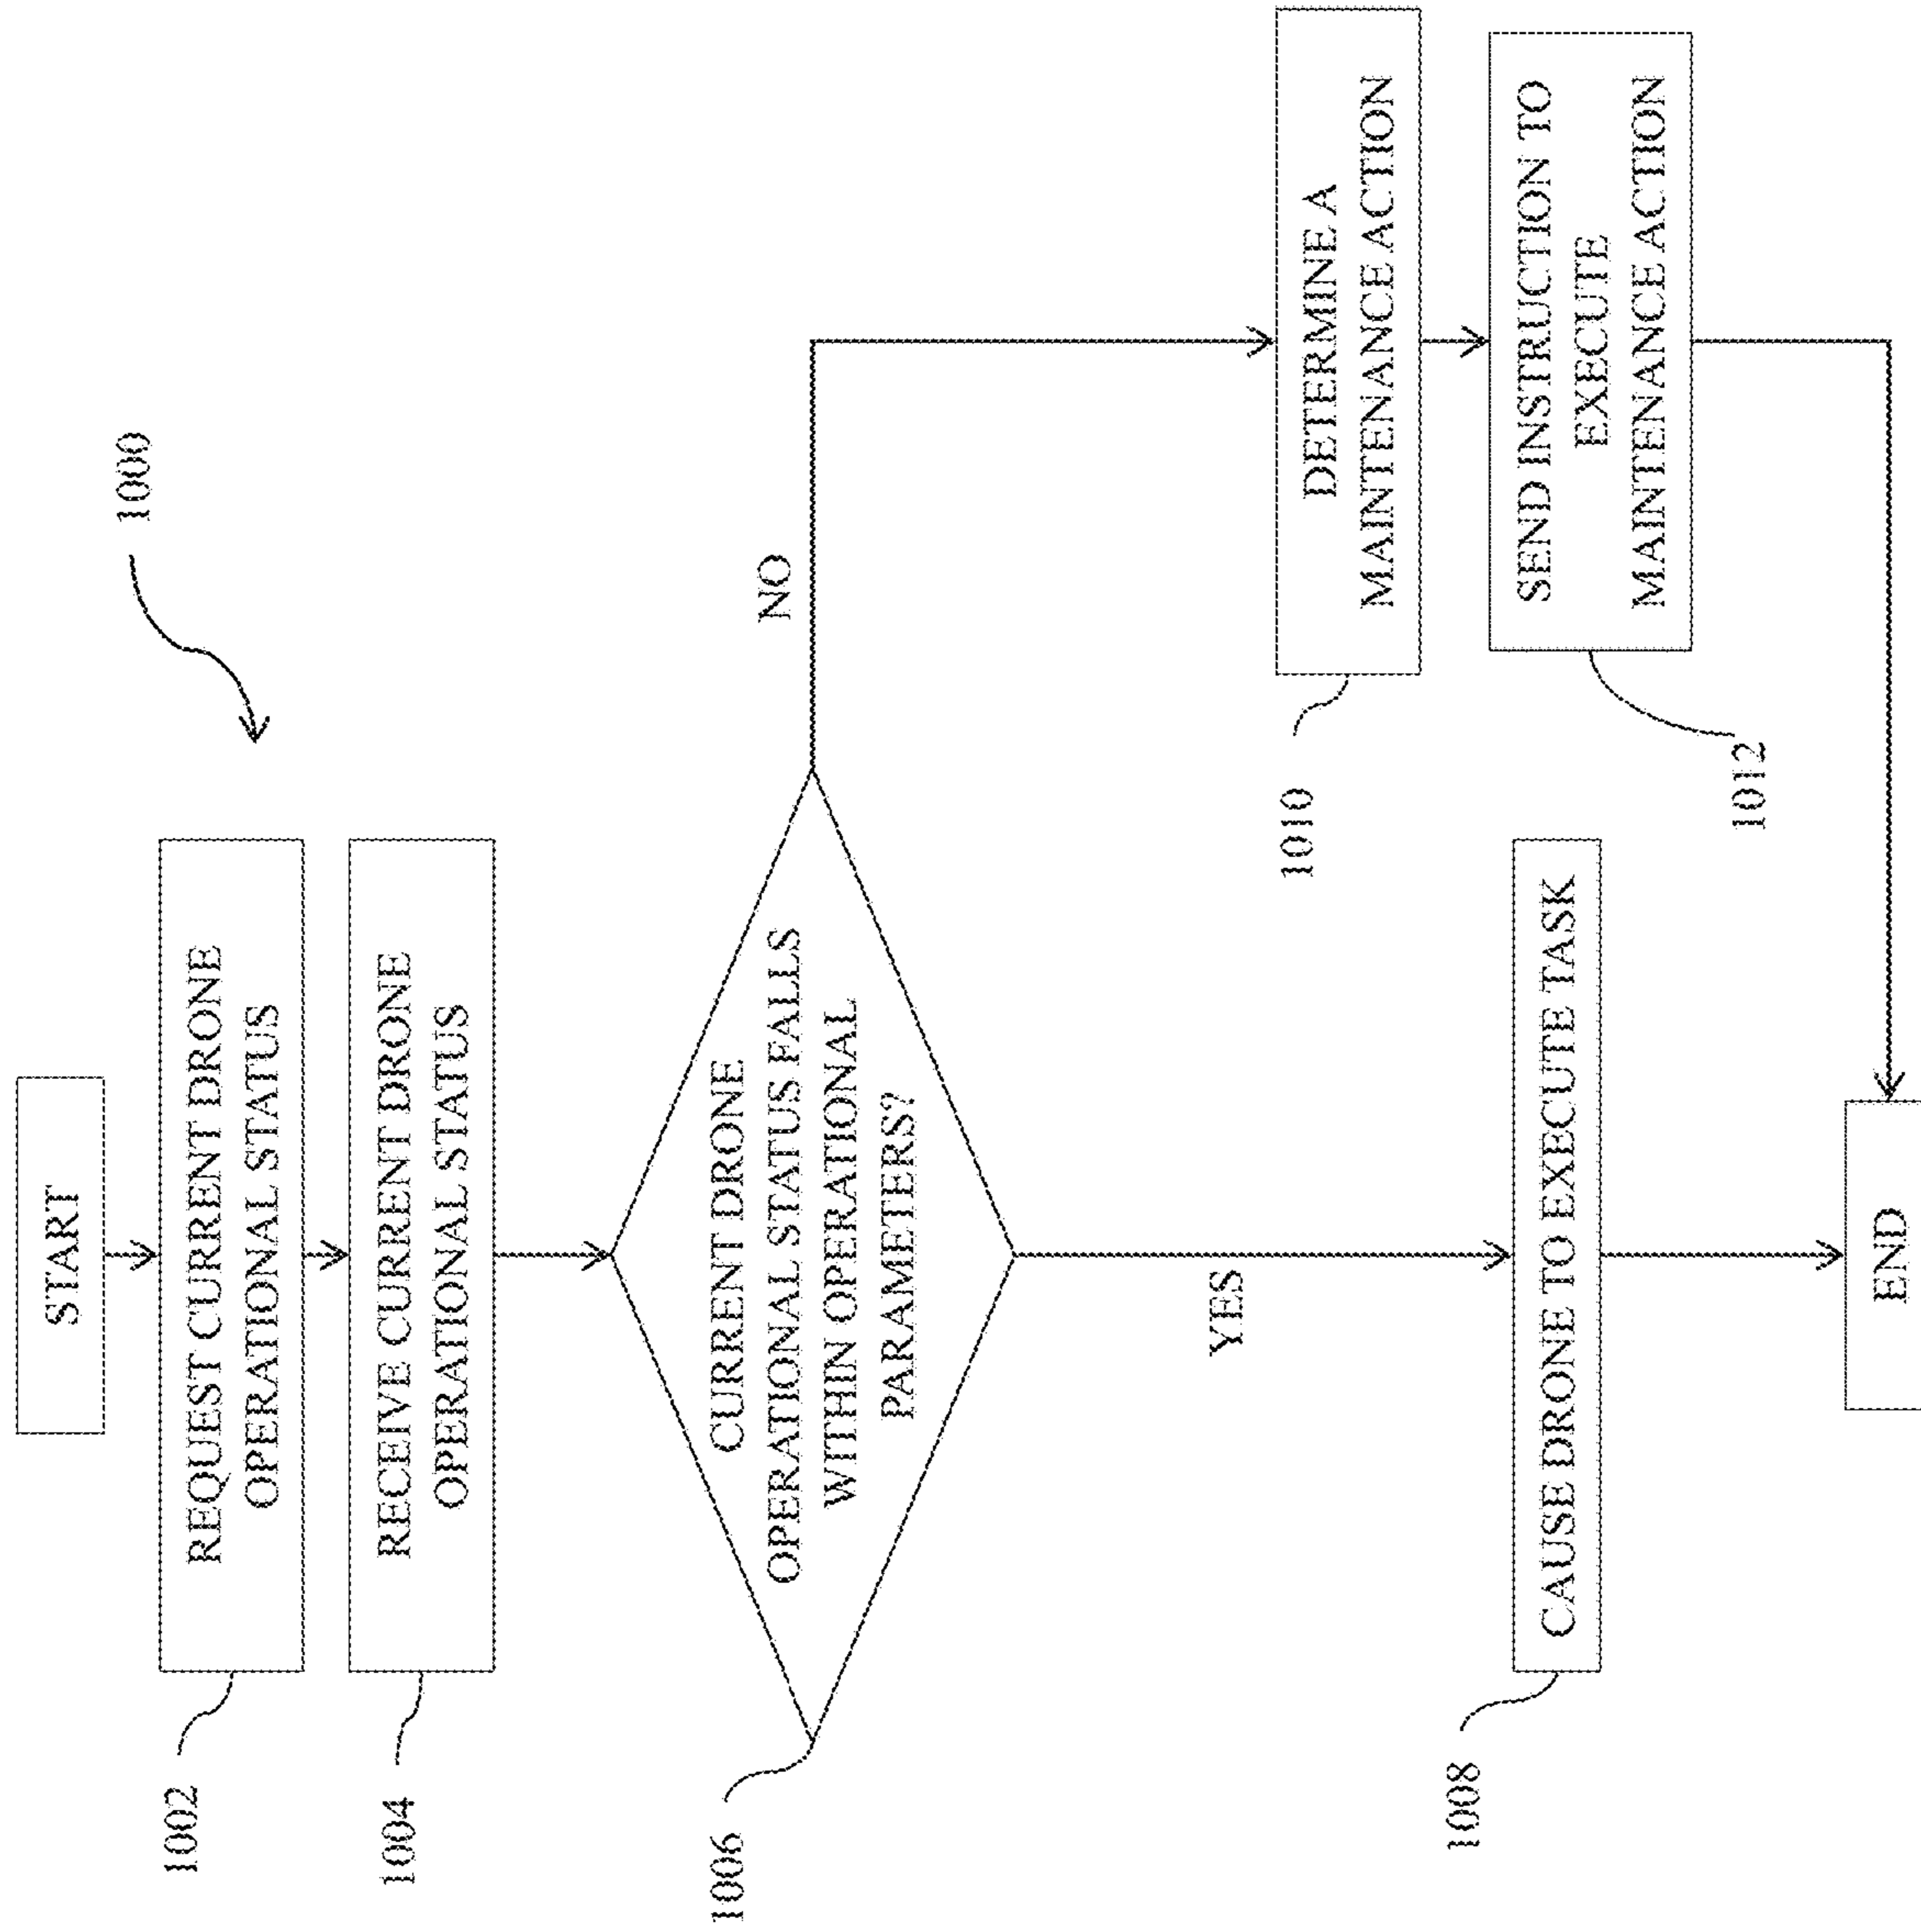 1000
START
1002
REQUEST CURRENT DRONE
OPERATIONAL STATUS
1004
RECEIVE CURRENT DRONE
OPERATIONAL STATUS
1006
CURRENT DRONE
OPERATIONAL STATUS FALLS
WITHIN OPERATIONAL
PARAMETERS?
NO
YES
1010
DETERMINE A
MAINTENANCE ACTION
1012
SEND INSTRUCTION TO
EXECUTE
MAINTENANCE ACTION
1008
CAUSE DRONE TO EXECUTE TASK
END